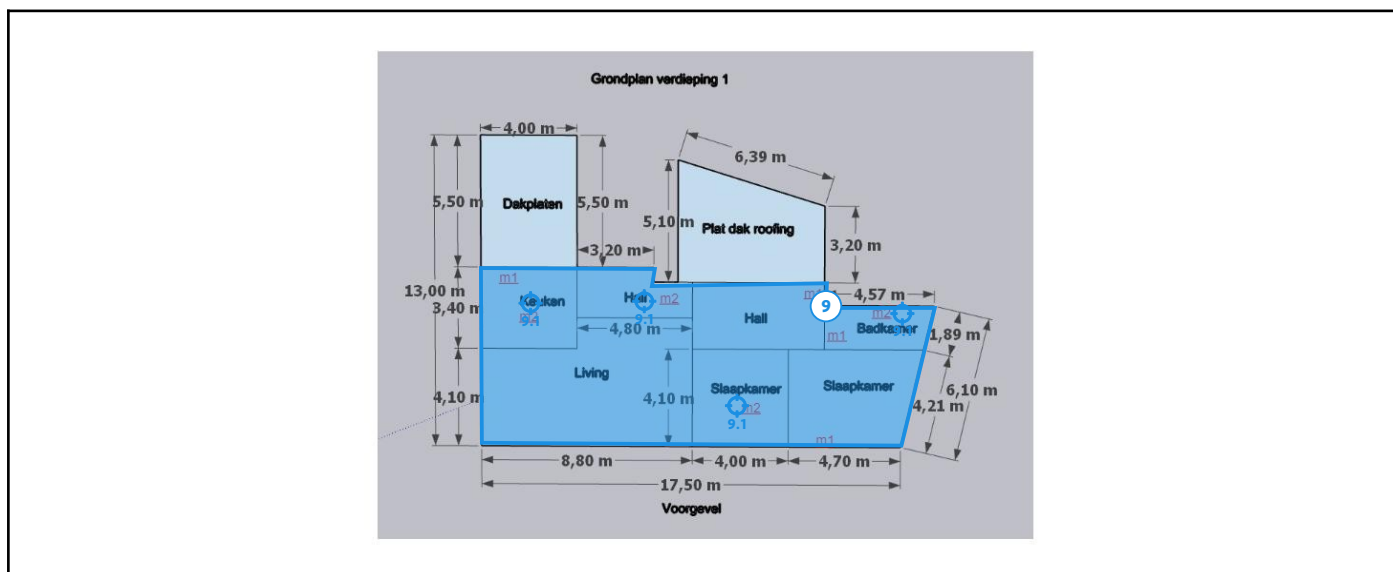 Grondplan verdieping 1
4,00 m
6,39 m
5,50 m
Dakplaten
5,50 m
5,10 m
Plat dak roofing
3,20 m
3,20 m
13,00 m
m1
Hall
m2
m1
9
4,57 m
3,40 m
Keuken
m2
9.1
9.1
Hall
m2
9.1
Badkamer
1,89 m
4,80 m
m1
Living
Slaapkamer
Slaapkamer
6,10 m
4,10 m
4,10 m
m2
9.1
4,21 m
m1
8,80 m
4,00 m
4,70 m
17,50 m
Voorgevel